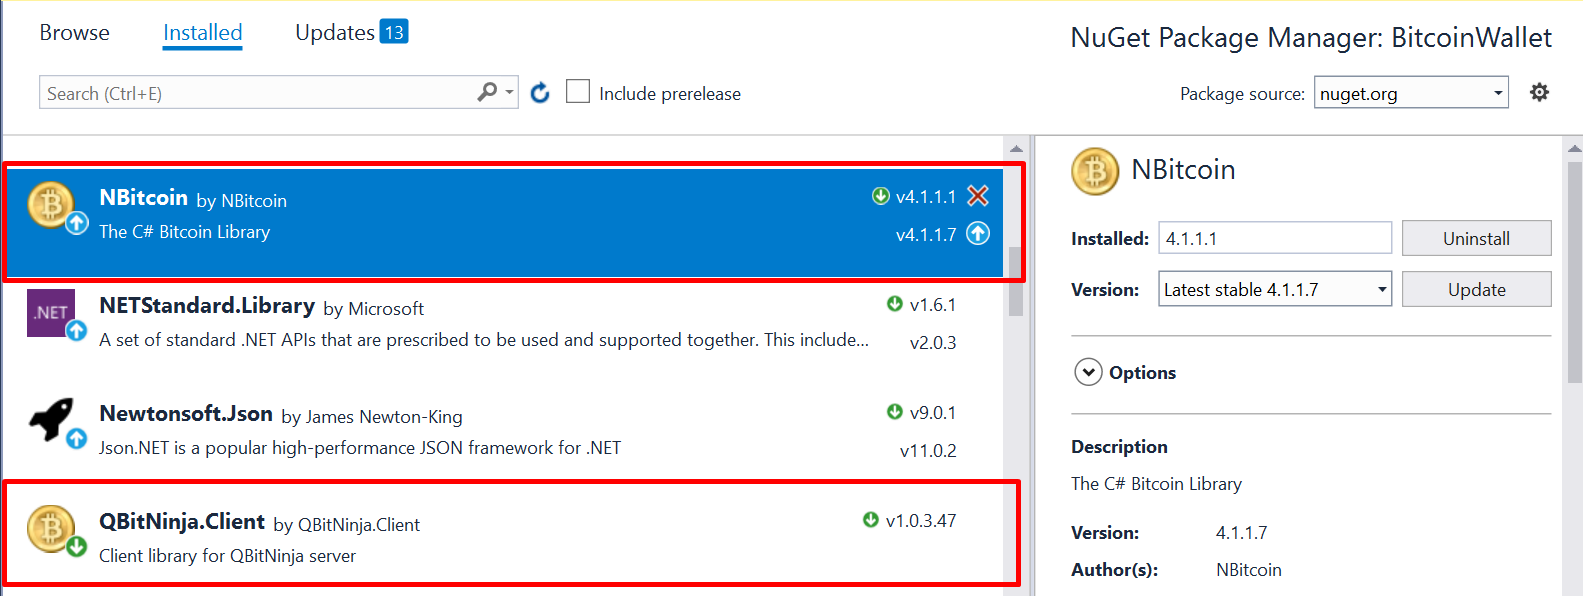 Browse Installed Updates 13
NuGet Package Manager: BitcoinWallet
Search (Ctrl+E) Include prerelease
Package source: nuget.org
NBitcoin by NBitcoin v4.1.1.1
The C# Bitcoin Library v4.1.1.7
.NET
NETStandard.Library by Microsoft v1.6.1
A set of standard .NET APIs that are prescribed to be used and supported together. This include... v2.0.3
Newtonsoft.Json by James Newton-King v9.0.1
Json.NET is a popular high-performance JSON framework for .NET v11.0.2
QBitNinja.Client by QBitNinja.Client v1.0.3.47
Client library for QBitNinja server
NBitcoin
Installed: 4.1.1.1 Uninstall
Version: Latest stable 4.1.1.7 Update
Options
Description
The C# Bitcoin Library
Version: 4.1.1.7
Author(s): NBitcoin